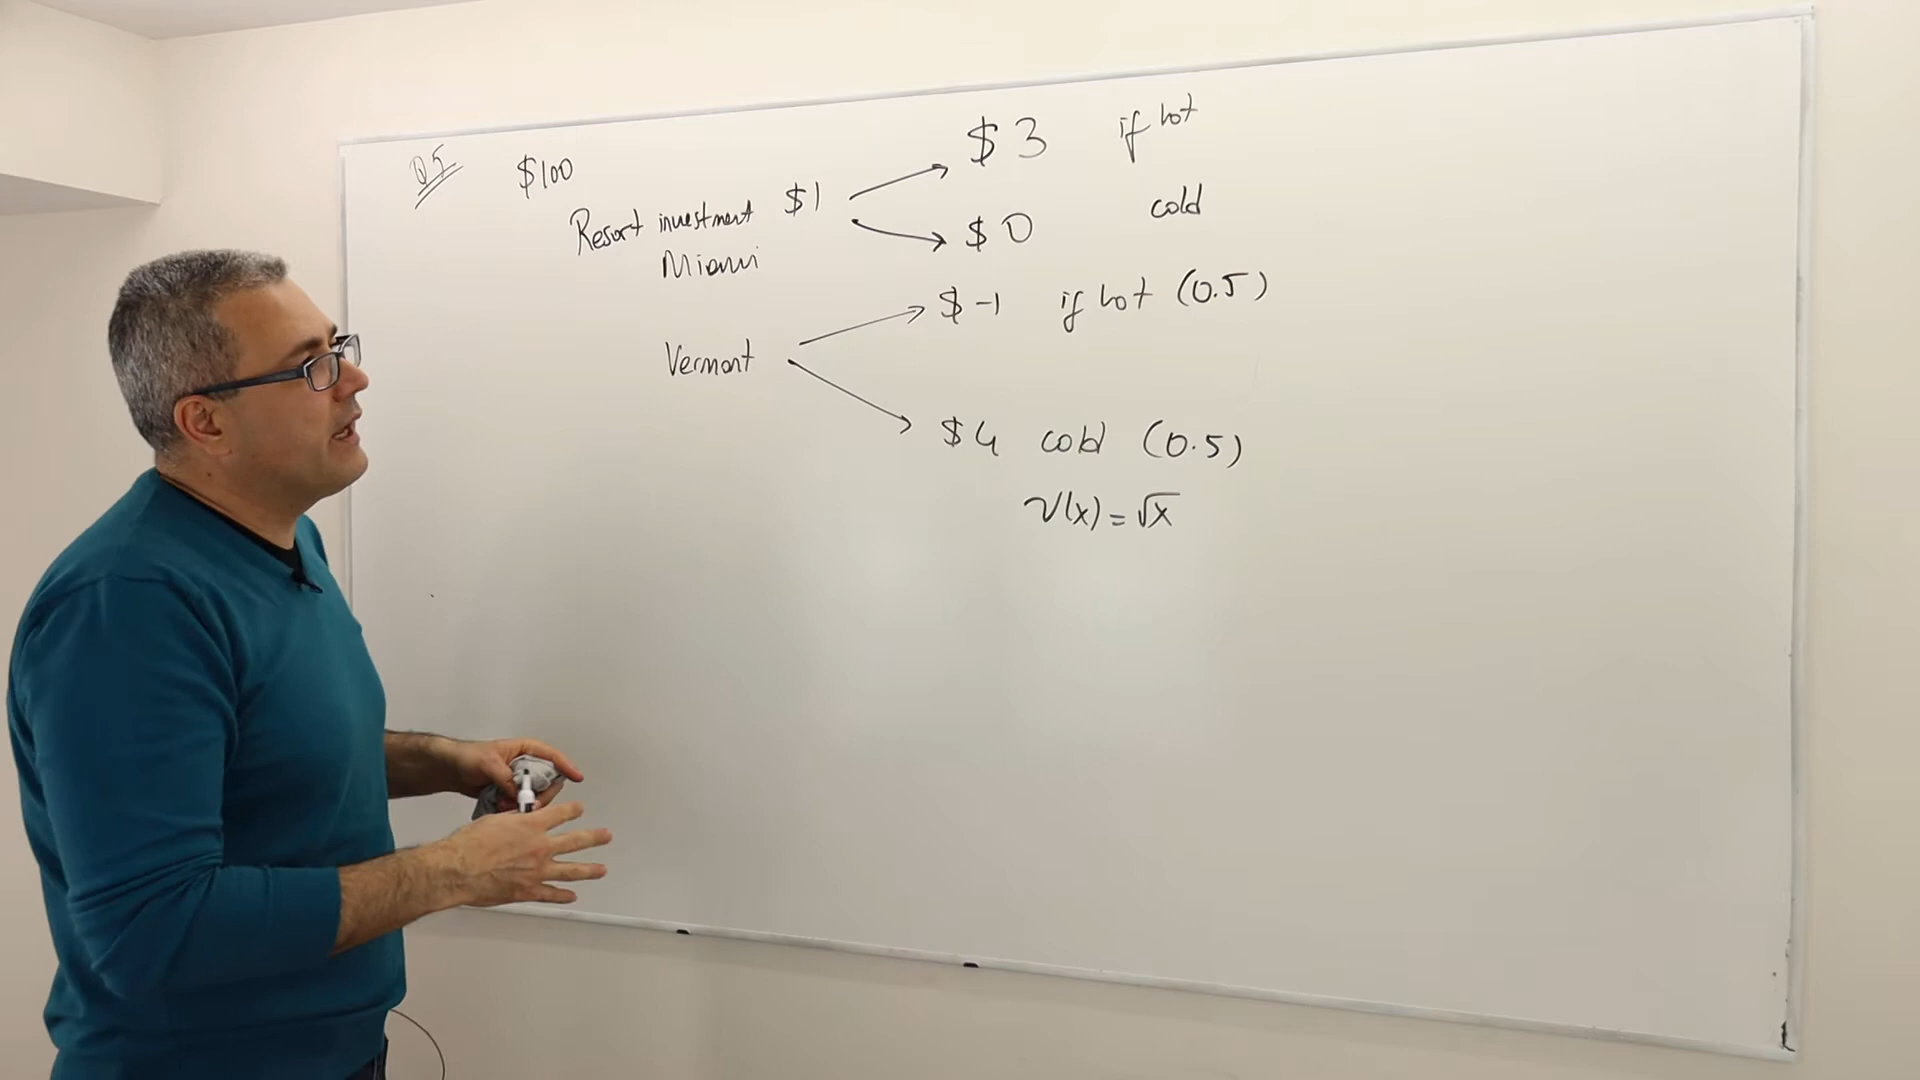 Q5 $100
Resort investment $1 $3 if hot
Miami $0 cold
Vermont $-1 if hot (0.5)
$4 cold (0.5)
V(x) = √x